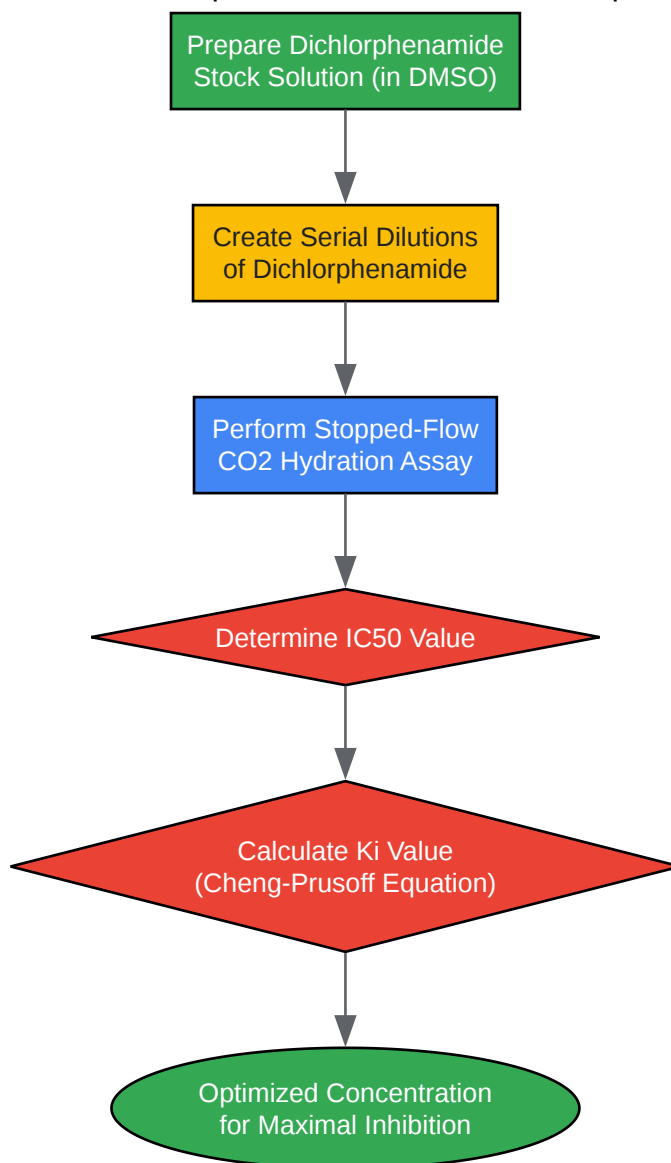 Prepare Dichlorphenamide
Stock Solution (in DMSO)
Create Serial Dilutions
of Dichlorphenamide
Perform Stopped-Flow
CO2 Hydration Assay
Determine IC50 Value
Calculate Ki Value
(Cheng-Prusoff Equation)
Optimized Concentration
for Maximal Inhibition